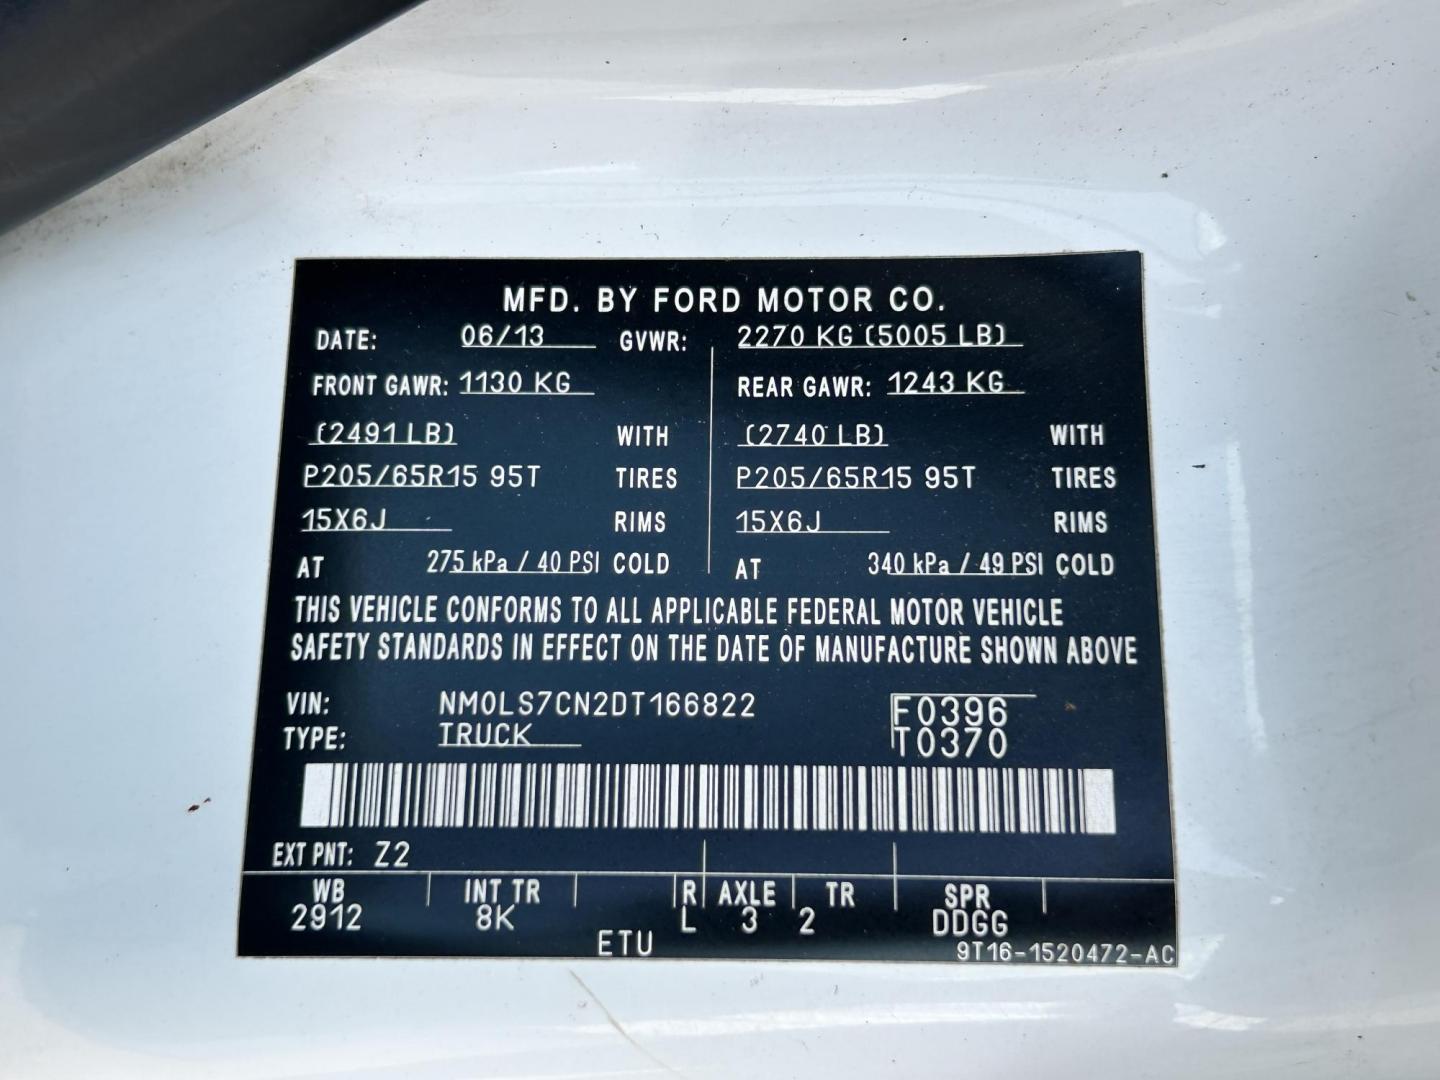 MFD. BY FORD MOTOR CO.
DATE: 06/13 GVWR: 2270 KG (5005 LB)
FRONT GAWR: 1130 KG REAR GAWR: 1243 KG
(2491 LB) WITH (2740 LB) WITH
P205/65R15 95T TIRES P205/65R15 95T TIRES
15X6J RIMS 15X6J RIMS
AT 275 kPa / 40 PSI COLD AT 340 kPa / 49 PSI COLD
THIS VEHICLE CONFORMS TO ALL APPLICABLE FEDERAL MOTOR VEHICLE
SAFETY STANDARDS IN EFFECT ON THE DATE OF MANUFACTURE SHOWN ABOVE
VIN: NM0LS7CN2DT166822 F0396
TYPE: TRUCK T0370
EXT PNT: Z2
WB INT TR R AXLE TR SPR
2912 8K L 3 2 DDGG
ETU 9T16-1520472-AC